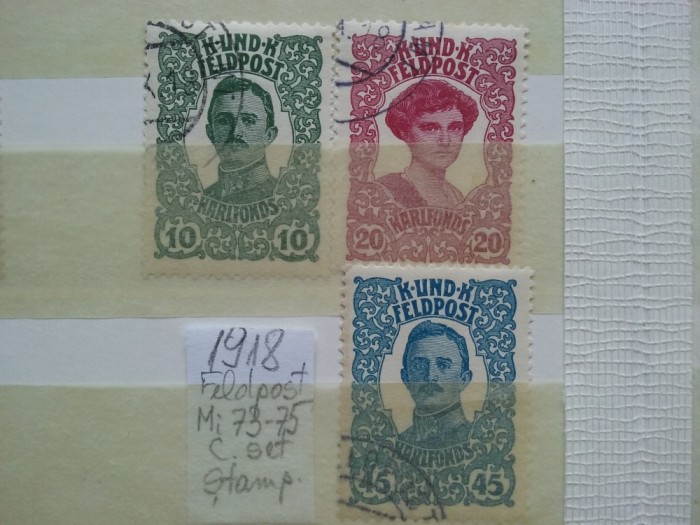 K·UND·K
FELDPOST
KARLFONDS
10 10
K·UND·K
FELDPOST
KARLFONDS
20 20
K·UND·K
FELDPOST
KARLFONDS
45 45
1918
Feldpost
Mi 73-75
C. set
Ștamp.